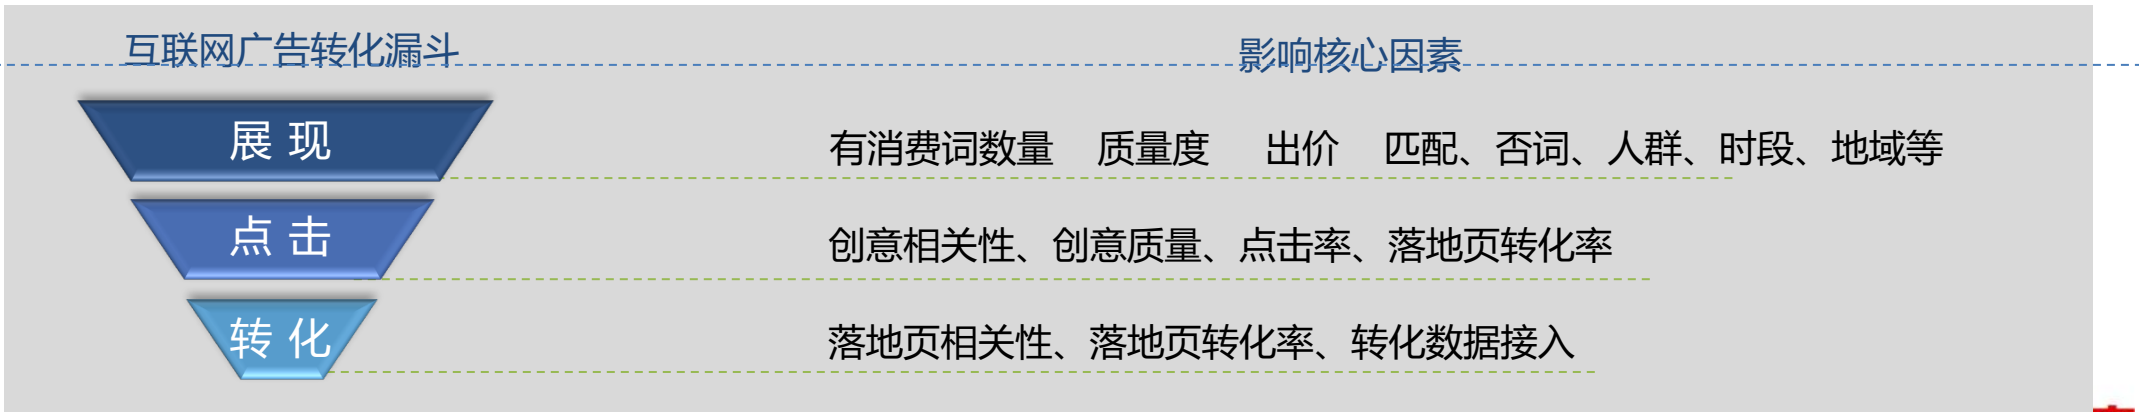 互联网广告转化漏斗 影响核心因素
展现 有消费词数量 质量度 出价 匹配、否词、人群、时段、地域等
点击 创意相关性、创意质量、点击率、落地页转化率
转化 落地页相关性、落地页转化率、转化数据接入